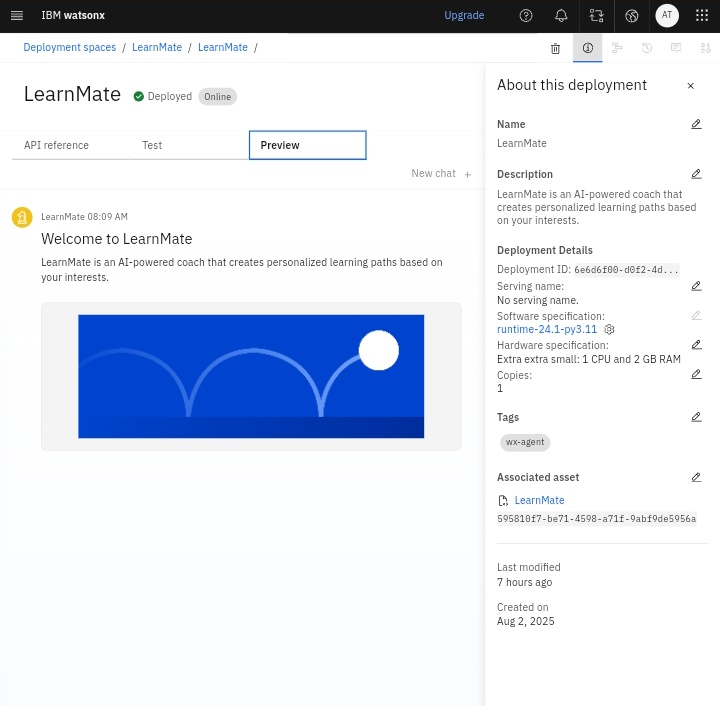 IBM watsonx
Upgrade
AT
Deployment spaces / LearnMate / LearnMate /
LearnMate
Deployed
Online
API reference
Test
Preview
New chat +
LearnMate 08:09 AM
Welcome to LearnMate
LearnMate is an AI-powered coach that creates personalized learning paths based on
your interests.
About this deployment
Name
LearnMate
Description
LearnMate is an AI-powered coach that
creates personalized learning paths based
on your interests.
Deployment Details
Deployment ID: 6e6d6f00-d0f2-4d...
Serving name:
No serving name.
Software specification:
runtime-24.1-py3.11
Hardware specification:
Extra extra small: 1 CPU and 2 GB RAM
Copies:
1
Tags
wx-agent
Associated asset
LearnMate
595810f7-be71-4598-a71f-9abf9de5956a
Last modified
7 hours ago
Created on
Aug 2, 2025